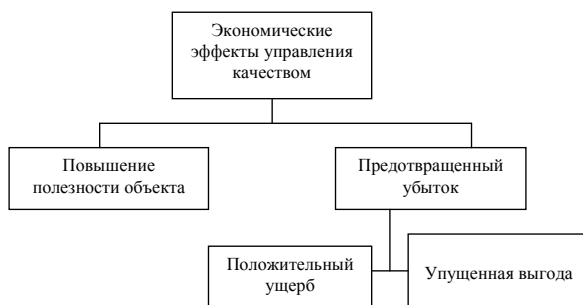 Экономические
эффекты управления
качеством
Повышение
полезности объекта
Предотвращенный
убыток
Положительный
ущерб
Упущенная выгода